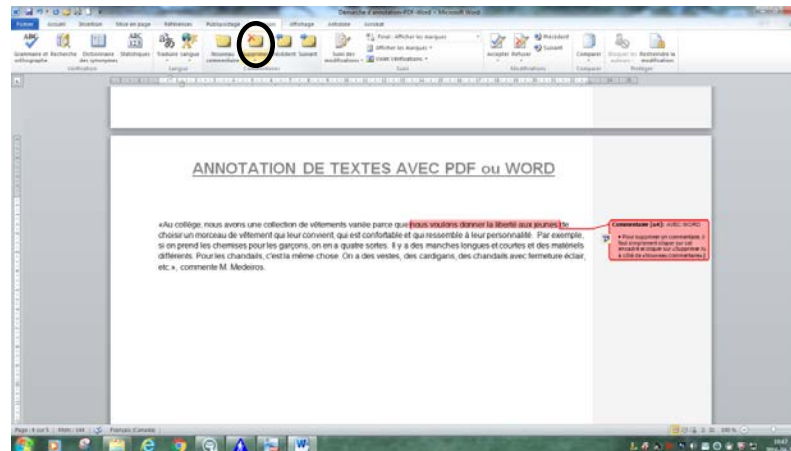 Démarche d'annotation-PDF-Word - Microsoft Word
Fichier Accueil Insertion Mise en page Références Publipostage Affichage Antidote Acrobat
Final : Afficher les marques
Grammaire et Recherche Dictionnaire Statistiques Traduire Langue Nouveau Supprimer Suivant Suivi des Afficher les marques Accepter Refuser Précédent Comparer Restreindre la
orthographe des synonymes commentaire modifications Volet Vérifications Suivant modification
Vérification Langue Commentaires Suivi Modifications Comparer Protéger
ANNOTATION DE TEXTES AVEC PDF ou WORD
«Au collège, nous avons une collection de vêtements variée parce que nous voulons donner la liberté aux jeunes de
choisir un morceau de vêtement qui leur convient, qui est confortable et qui ressemble à leur personnalité. Par exemple,
si on prend les chemises pour les garçons, on en a quatre sortes. Il y a des manches longues et courtes et des matériels
différents. Pour les chandails, c'est la même chose. On a des vestes, des cardigans, des chandails avec fermeture éclair,
etc.», commente M. Medeiros.
Commentaire [u4]: AVEC WORD
• Pour supprimer un commentaire, il
faut simplement cliquer sur cet
encadré et cliquer sur «Supprimer»
à côté de «Nouveau commentaire»
Page : 4 sur 5 Mots : 144 Français (Canada) 100 %